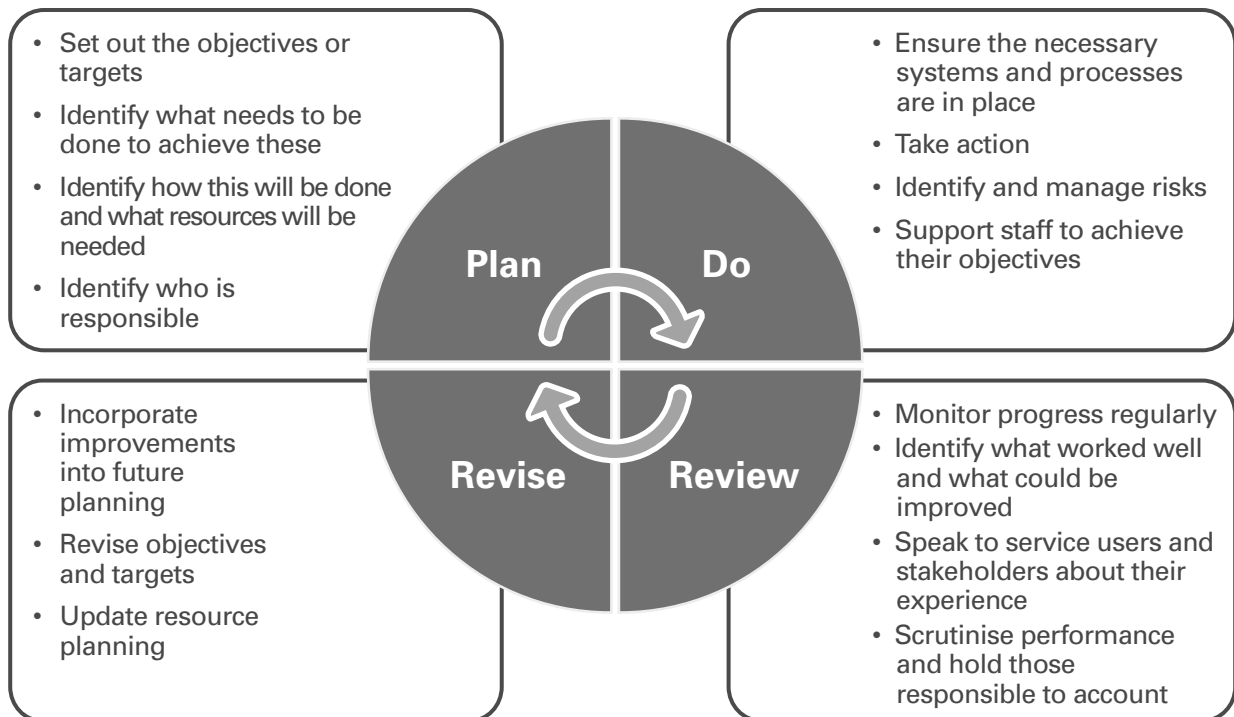 • Set out the objectives or
targets
• Identify what needs to be
done to achieve these
• Identify how this will be done
and what resources will be
needed
• Identify who is
responsible
• Ensure the necessary
systems and processes
are in place
• Take action
• Identify and manage risks
• Support staff to achieve
their objectives
Plan
Do
Revise
Review
• Incorporate
improvements
into future
planning
• Revise objectives
and targets
• Update resource
planning
• Monitor progress regularly
• Identify what worked well
and what could be
improved
• Speak to service users and
stakeholders about their
experience
• Scrutinise performance
and hold those
responsible to account